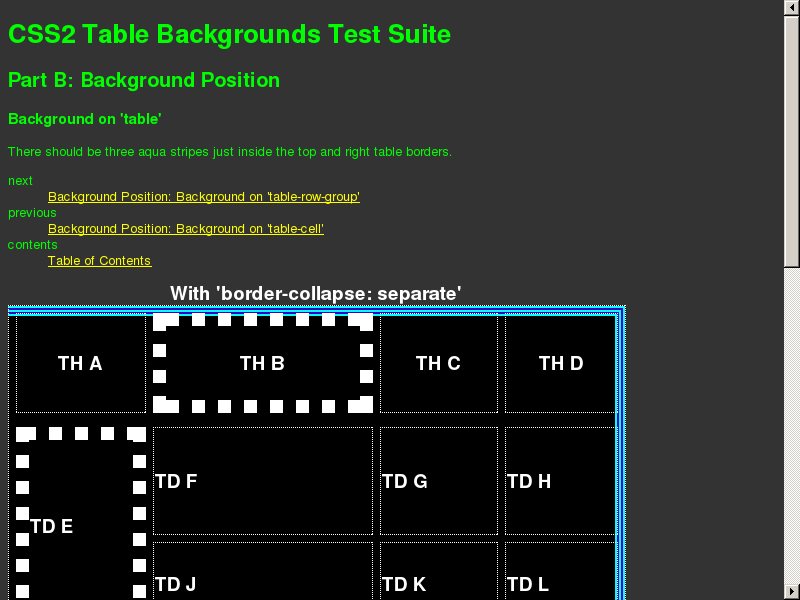 CSS2 Table Backgrounds Test Suite
Part B: Background Position
Background on 'table'
There should be three aqua stripes just inside the top and right table borders.
next
Background Position: Background on 'table-row-group'
previous
Background Position: Background on 'table-cell'
contents
Table of Contents
With 'border-collapse: separate'
TH A TH B TH C TH D
TD F TD G TD H
TD E
TD J TD K TD L